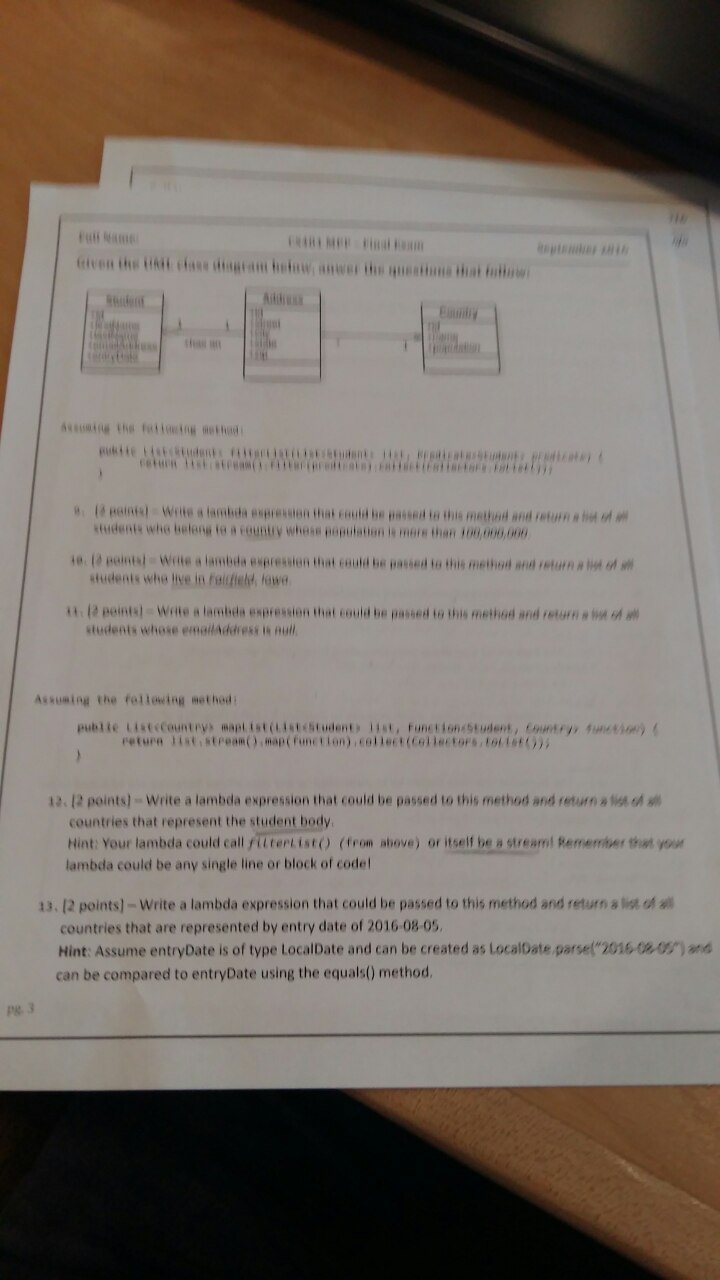 Full Name:
MPP - Final Exam
September 2016
Given the UML class diagram below, anwer the questions that follow:
Student
Address
Country
+id
+emailAddress
+entryDate
+id
+street
+city
+state
+zip
+id
+name
+population
1
1
1
Assuming the following method:
public List<Student> filterList(List<Student> list, Predicate<Student> predicate) {
return list.stream().filter(predicate).collect(Collectors.toList());
}
9. [2 points] – Write a lambda expression that could be passed to this method and return a list of all
students who belong to a country whose population is more than 100,000,000.
10. [2 points] – Write a lambda expression that could be passed to this method and return a list of all
students who live in Fairfield, Iowa.
11. [2 points] – Write a lambda expression that could be passed to this method and return a list of all
students whose emailAddress is null.
Assuming the following method:
public List<Country> mapList(List<Student> list, Function<Student, Country> function) {
return list.stream().map(function).collect(Collectors.toList());
}
12. [2 points] – Write a lambda expression that could be passed to this method and return a list of all
countries that represent the student body.
Hint: Your lambda could call filterList() (from above) or itself be a stream! Remember that your
lambda could be any single line or block of code!
13. [2 points] – Write a lambda expression that could be passed to this method and return a list of all
countries that are represented by entry date of 2016-08-05.
Hint: Assume entryDate is of type LocalDate and can be created as LocalDate.parse("2016-08-05") and
can be compared to entryDate using the equals() method.
pg. 3